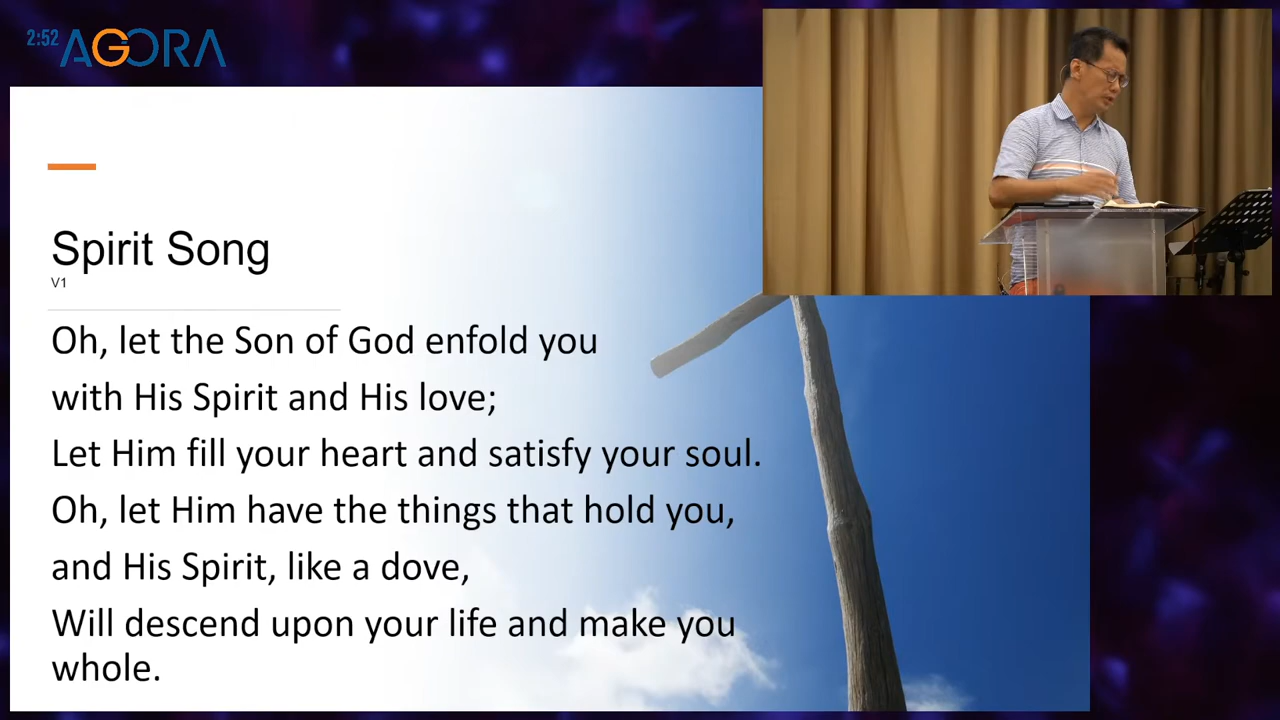 2:52
AGORA
Spirit Song
V1
Oh, let the Son of God enfold you
with His Spirit and His love;
Let Him fill your heart and satisfy your soul.
Oh, let Him have the things that hold you,
and His Spirit, like a dove,
Will descend upon your life and make you
whole.